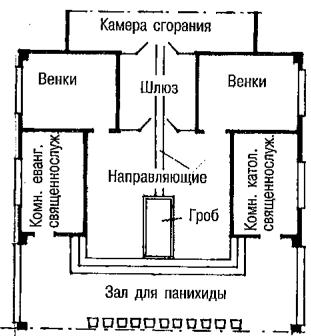 Камера сгорания
Венки
Шлюз
Венки
Комн. еванг.
священнослуж.
Направляющие
Гроб
Комн. катол.
священнослуж.
Зал для панихиды